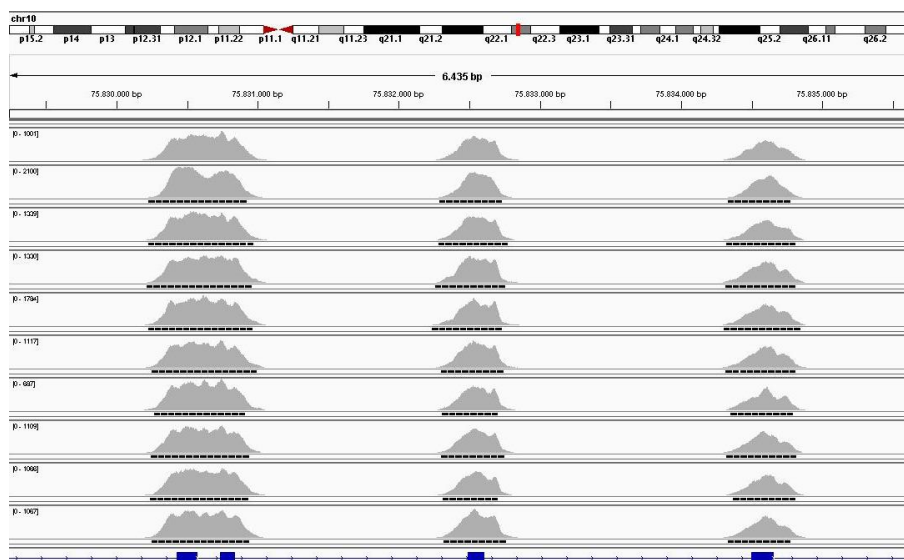 chr10
p15.2 p14 p13 p12.31 p12.1 p11.22 p11.1 q11.21 q11.23 q21.1 q21.2 q22.1 q22.3 q23.1 q23.31 q24.1 q24.32 q25.2 q26.11 q26.2
6.435 bp
75.830.000 bp 75.831.000 bp 75.832.000 bp 75.833.000 bp 75.834.000 bp 75.835.000 bp
[0 - 1001]
[0 - 2100]
[0 - 1339]
[0 - 1330]
[0 - 1784]
[0 - 1117]
[0 - 697]
[0 - 1109]
[0 - 1066]
[0 - 1067]